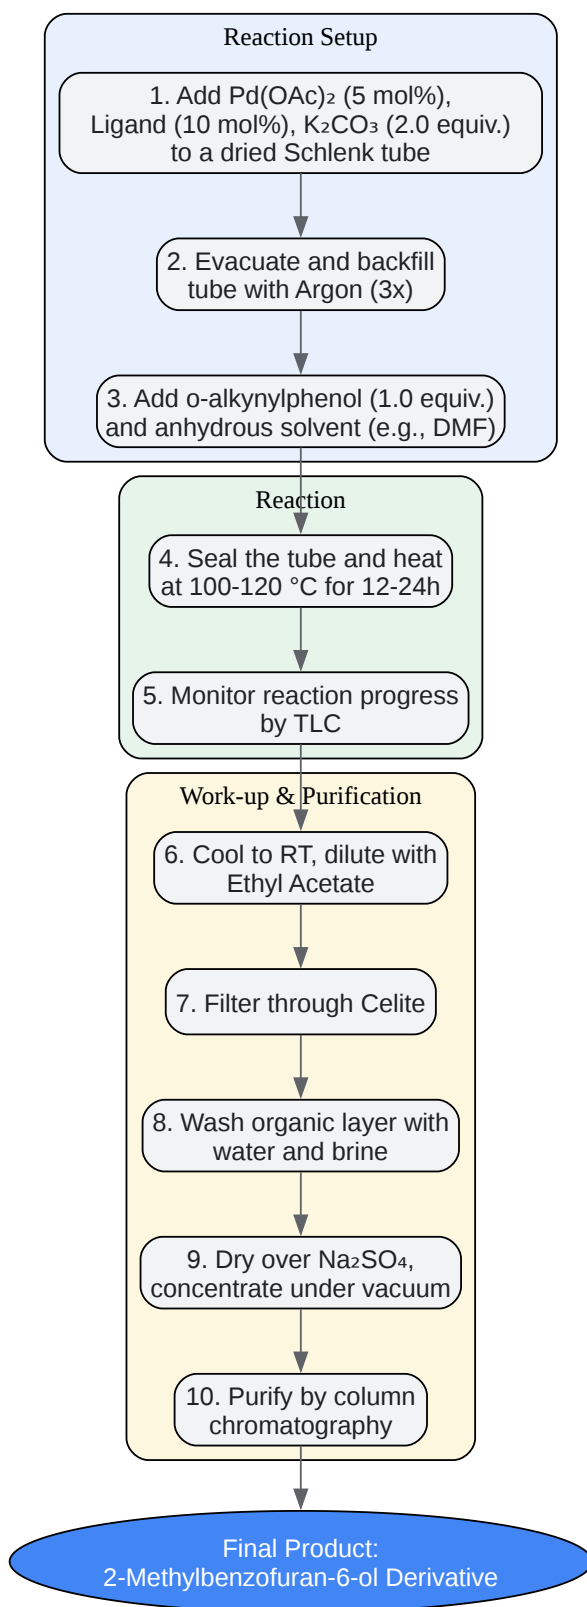 Reaction Setup
1. Add Pd(OAc)₂ (5 mol%),
Ligand (10 mol%), K₂CO₃ (2.0 equiv.)
to a dried Schlenk tube
2. Evacuate and backfill
tube with Argon (3x)
3. Add o-alkynylphenol (1.0 equiv.)
and anhydrous solvent (e.g., DMF)
Reaction
4. Seal the tube and heat
at 100-120 °C for 12-24h
5. Monitor reaction progress
by TLC
Work-up & Purification
6. Cool to RT, dilute with
Ethyl Acetate
7. Filter through Celite
8. Wash organic layer with
water and brine
9. Dry over Na₂SO₄,
concentrate under vacuum
10. Purify by column
chromatography
Final Product:
2-Methylbenzofuran-6-ol Derivative